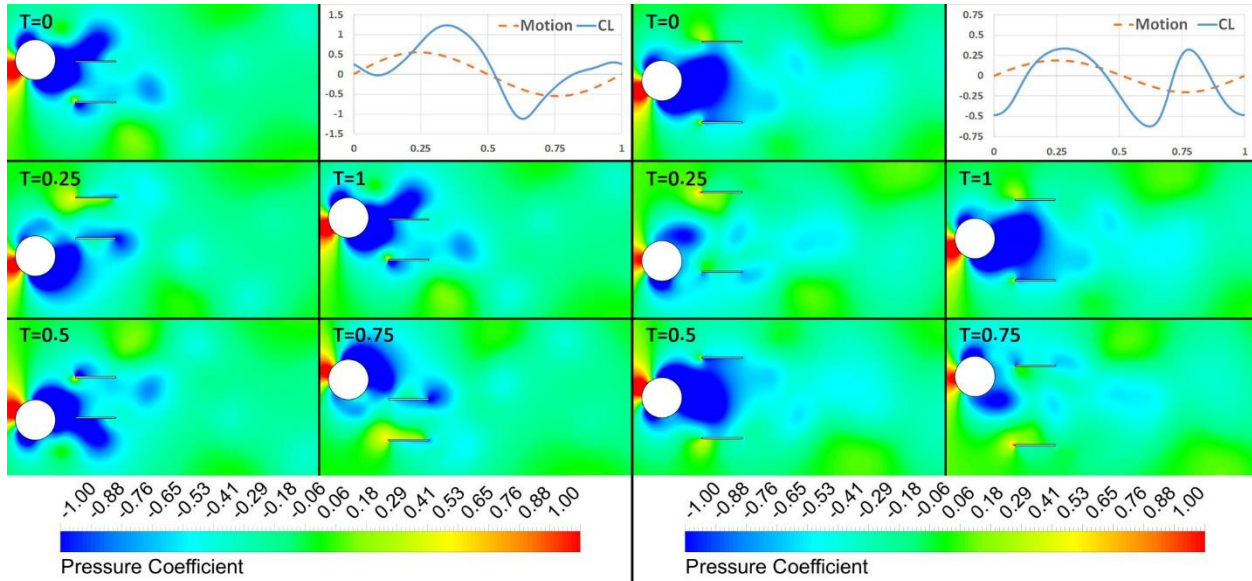 T=0
1.5
1
0.5
0
-0.5
-1
-1.5
0 0.25 0.5 0.75 1
Motion CL
T=0.25
T=1
T=0.5
T=0.75
-1.00 -0.88 -0.76 -0.65 -0.53 -0.41 -0.29 -0.18 -0.06 0.06 0.18 0.29 0.41 0.53 0.65 0.76 0.88 1.00
Pressure Coefficient
T=0
0.75
0.5
0.25
0
-0.25
-0.5
-0.75
0 0.25 0.5 0.75 1
Motion CL
T=0.25
T=1
T=0.5
T=0.75
-1.00 -0.88 -0.76 -0.65 -0.53 -0.41 -0.29 -0.18 -0.06 0.06 0.18 0.29 0.41 0.53 0.65 0.76 0.88 1.00
Pressure Coefficient